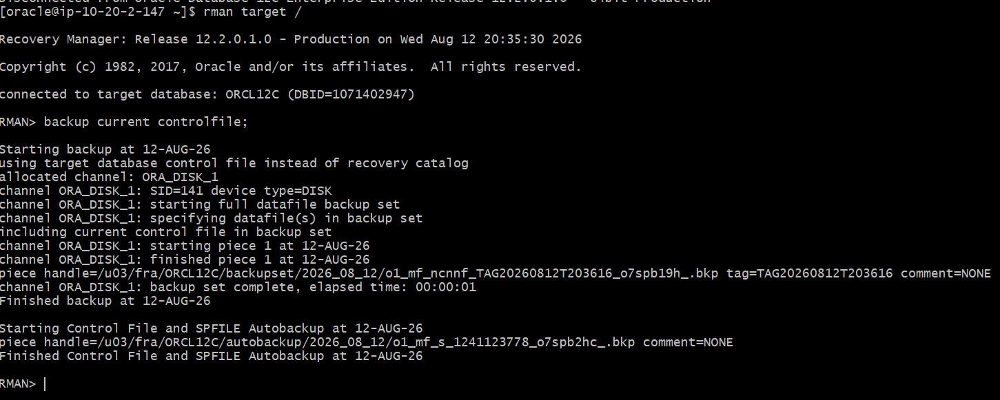 Disconnected from Oracle Database 12c Enterprise Edition Release 12.2.0.1.0 - 64bit Production
[oracle@ip-10-20-2-147 ~]$ rman target /
Recovery Manager: Release 12.2.0.1.0 - Production on Wed Aug 12 20:35:30 2026
Copyright (c) 1982, 2017, Oracle and/or its affiliates.  All rights reserved.
connected to target database: ORCL12C (DBID=1071402947)
RMAN> backup current controlfile;
Starting backup at 12-AUG-26
using target database control file instead of recovery catalog
allocated channel: ORA_DISK_1
channel ORA_DISK_1: SID=141 device type=DISK
channel ORA_DISK_1: starting full datafile backup set
channel ORA_DISK_1: specifying datafile(s) in backup set
including current control file in backup set
channel ORA_DISK_1: starting piece 1 at 12-AUG-26
channel ORA_DISK_1: finished piece 1 at 12-AUG-26
piece handle=/u03/fra/ORCL12C/backupset/2026_08_12/o1_mf_ncnnf_TAG20260812T203616_o7spb19h_.bkp tag=TAG20260812T203616 comment=NONE
channel ORA_DISK_1: backup set complete, elapsed time: 00:00:01
Finished backup at 12-AUG-26
Starting Control File and SPFILE Autobackup at 12-AUG-26
piece handle=/u03/fra/ORCL12C/autobackup/2026_08_12/o1_mf_s_1241123778_o7spb2hc_.bkp comment=NONE
Finished Control File and SPFILE Autobackup at 12-AUG-26
RMAN>